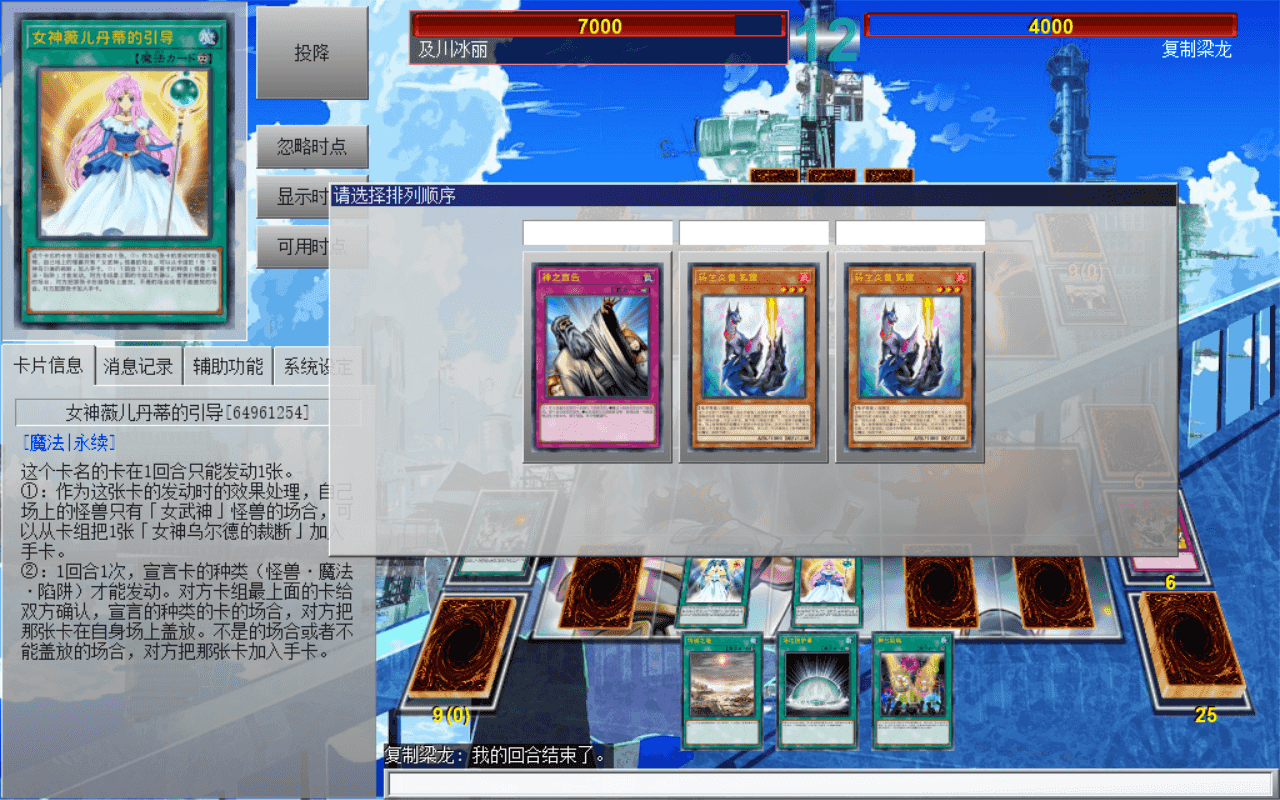 女神薇儿丹蒂的引导
【魔法カード】
投降
忽略时点
显示时
可用时点
7000
及川冰丽
12
4000
复制梁龙
请选择排列顺序
神之宣告
卡片信息
消息记录
辅助功能
系统设定
女神薇儿丹蒂的引导[64961254]
[魔法|永续]
这个卡名的卡在1回合只能发动1张。
①：作为这张卡的发动时的效果处理，自己
场上的怪兽只有「女武神」怪兽的场合，可
以从卡组把1张「女神乌尔德的裁断」加入
手卡。
②：1回合1次，宣言卡的种类（怪兽·魔法
·陷阱）才能发动。对方卡组最上面的卡给
双方确认，宣言的种类的卡的场合，对方把
那张卡在自身场上盖放。不是的场合或者不
能盖放的场合，对方把那张卡加入手卡。
9(0)
6
6
9(0)
25
复制梁龙: 我的回合结束了。